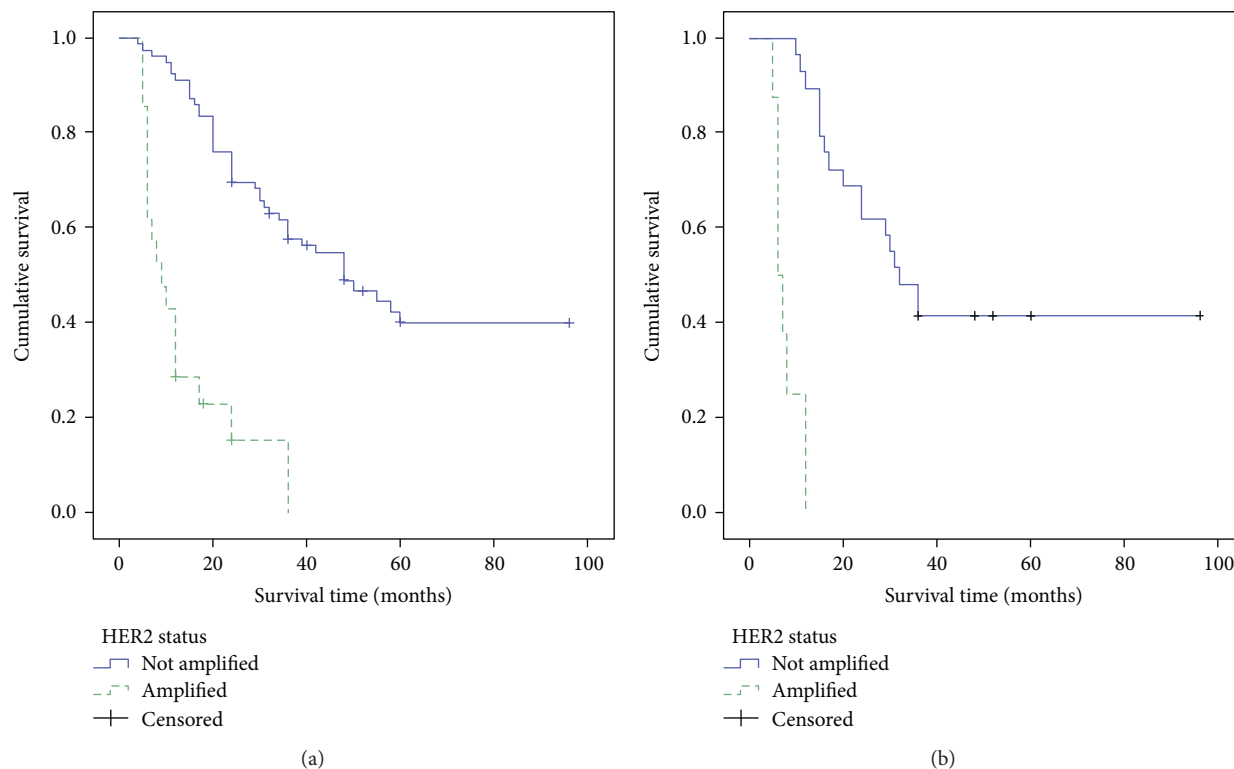 1.0
0.8
0.6
0.4
0.2
0.0
Cumulative survival
0 20 40 60 80 100
Survival time (months)
HER2 status
Not amplified
Amplified
Censored
(a)
1.0
0.8
0.6
0.4
0.2
0.0
Cumulative survival
0 20 40 60 80 100
Survival time (months)
HER2 status
Not amplified
Amplified
Censored
(b)